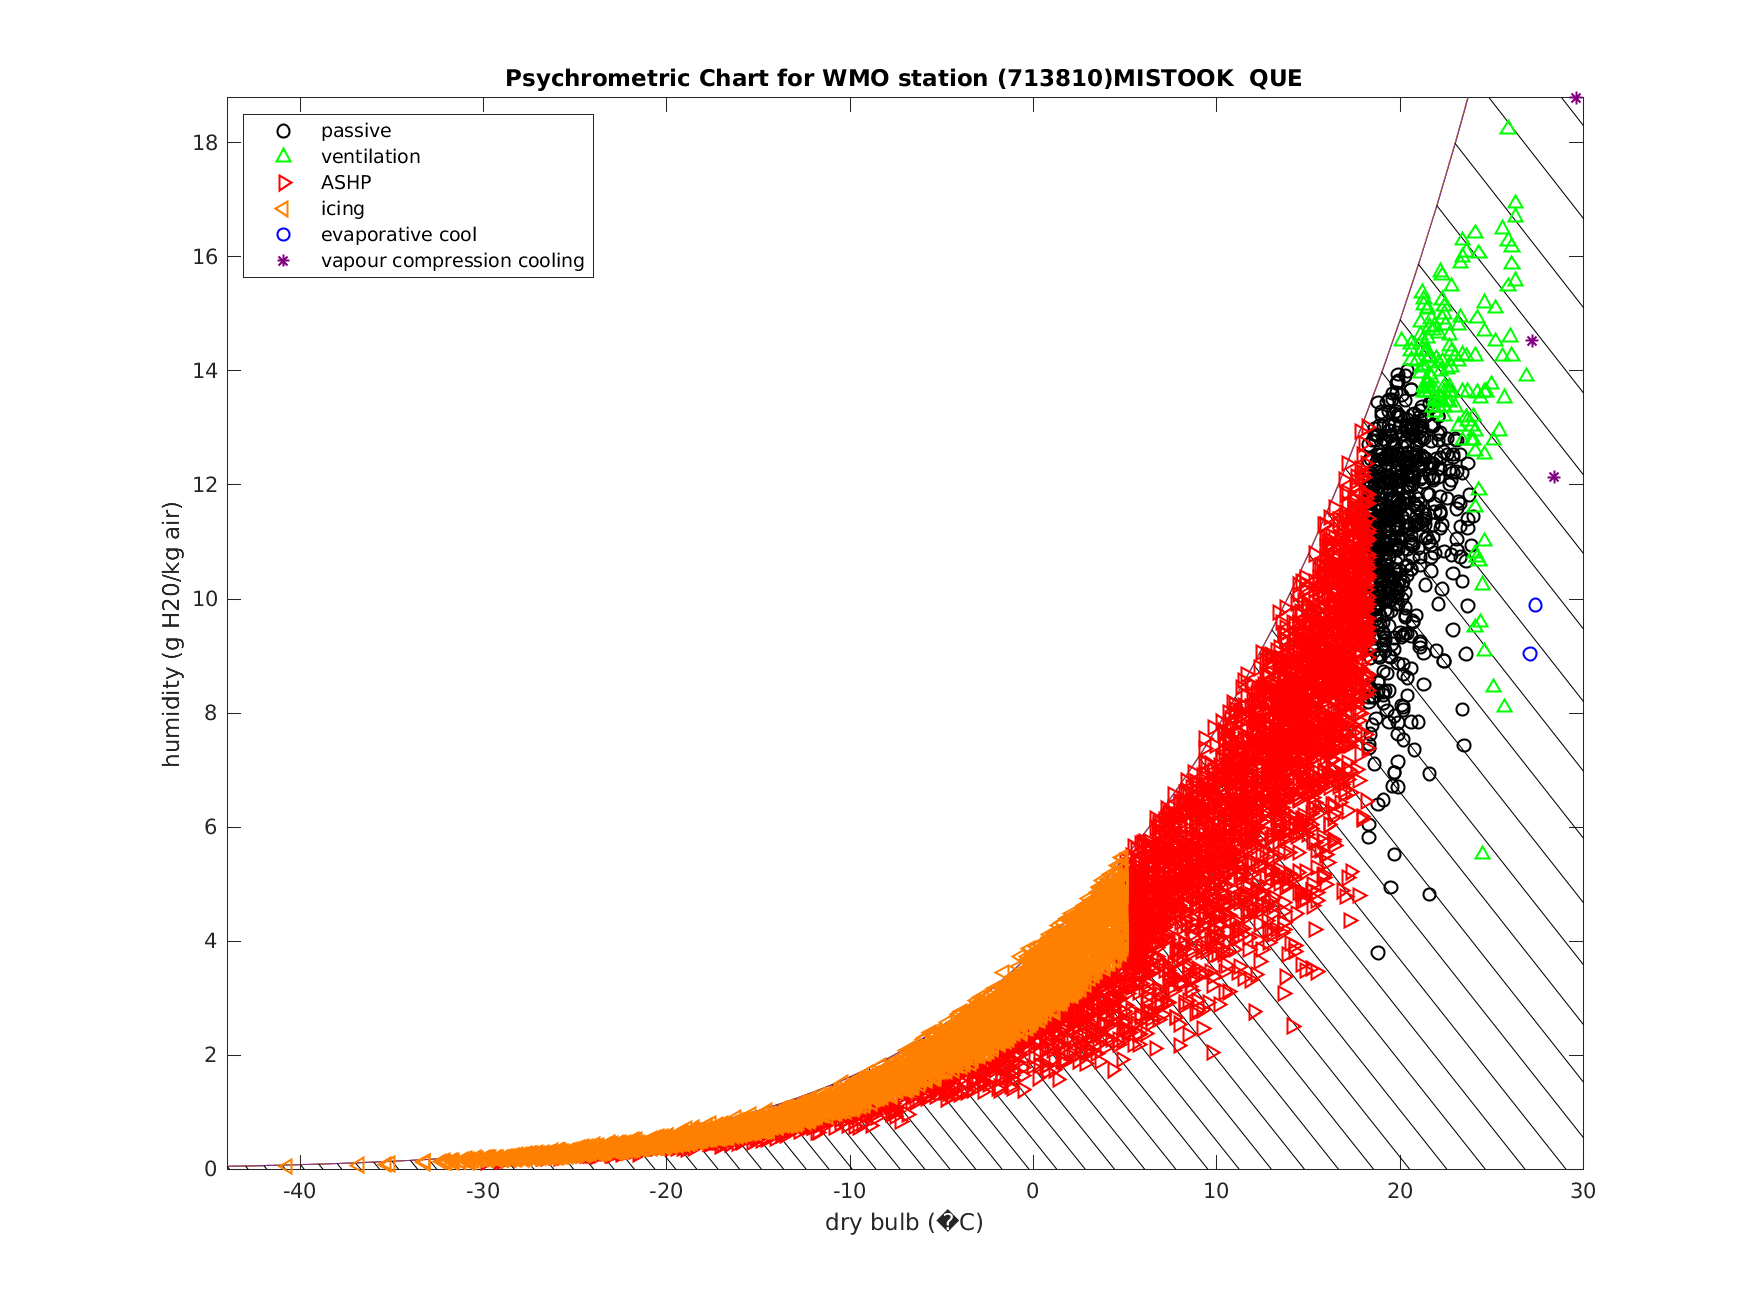 Psychrometric Chart for WMO station (713810)MISTOOK  QUE
passive
ventilation
ASHP
icing
evaporative cool
vapour compression cooling
humidity (g H20/kg air)
18
16
14
12
10
8
6
4
2
0
-40 -30 -20 -10 0 10 20 30
dry bulb (�C)